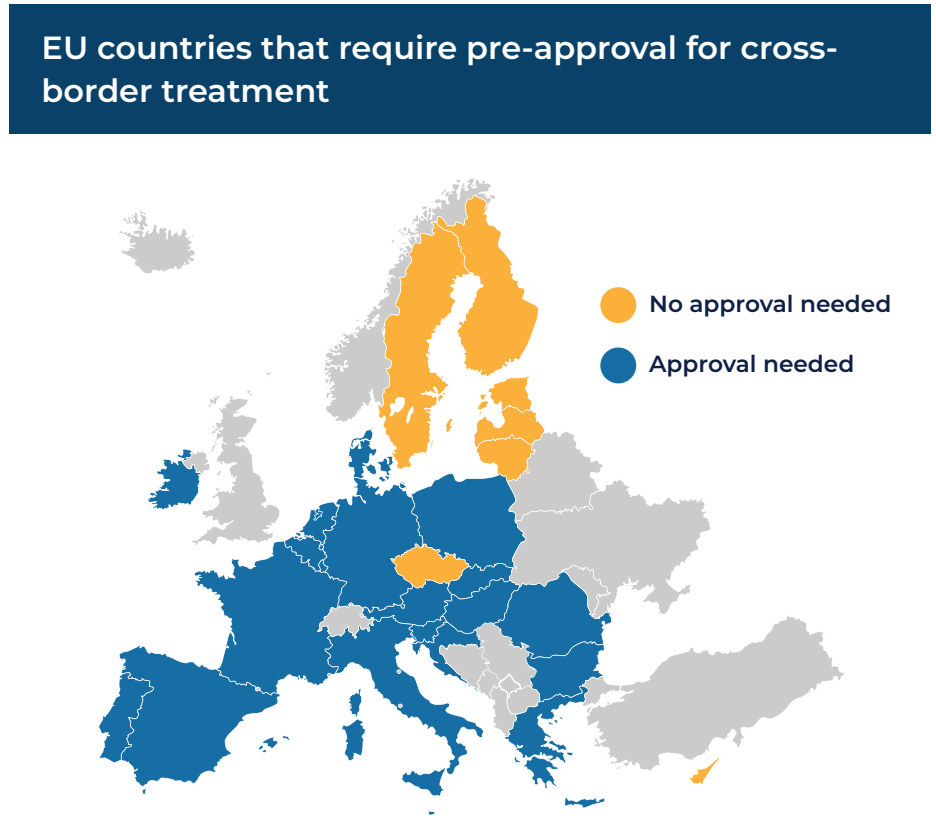 EU countries that require pre-approval for cross-
border treatment
No approval needed
Approval needed